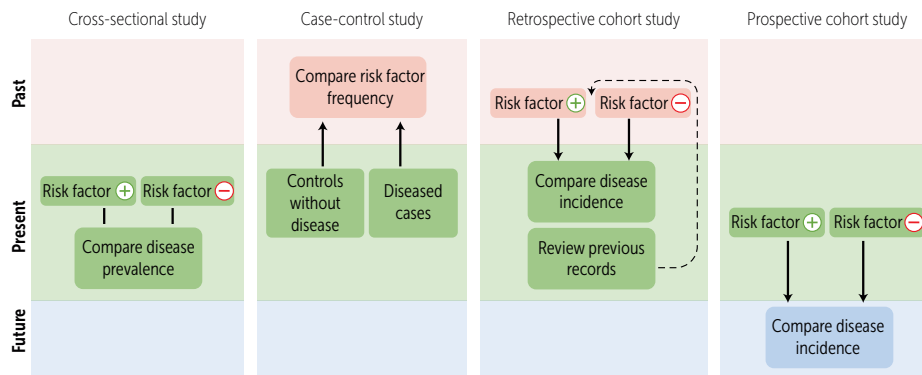 Cross-sectional study
Case-control study
Retrospective cohort study
Prospective cohort study
Past
Present
Future
Risk factor +
Risk factor −
Compare disease
prevalence
Compare risk factor
frequency
Controls
without
disease
Diseased
cases
Risk factor +
Risk factor −
Compare disease
incidence
Review previous
records
Risk factor +
Risk factor −
Compare disease
incidence